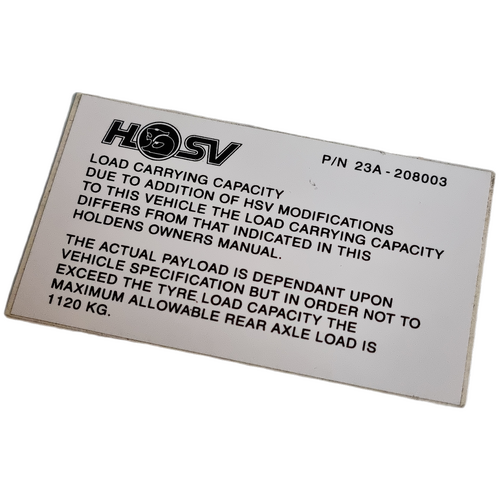 HSV
P/N 23A-208003
LOAD CARRYING CAPACITY
DUE TO ADDITION OF HSV MODIFICATIONS
TO THIS VEHICLE THE LOAD CARRYING CAPACITY
DIFFERS FROM THAT INDICATED IN THIS
HOLDENS OWNERS MANUAL.
THE ACTUAL PAYLOAD IS DEPENDANT UPON
VEHICLE SPECIFICATION BUT IN ORDER NOT TO
EXCEED THE TYRE LOAD CAPACITY THE
MAXIMUM ALLOWABLE REAR AXLE LOAD IS
1120 KG.